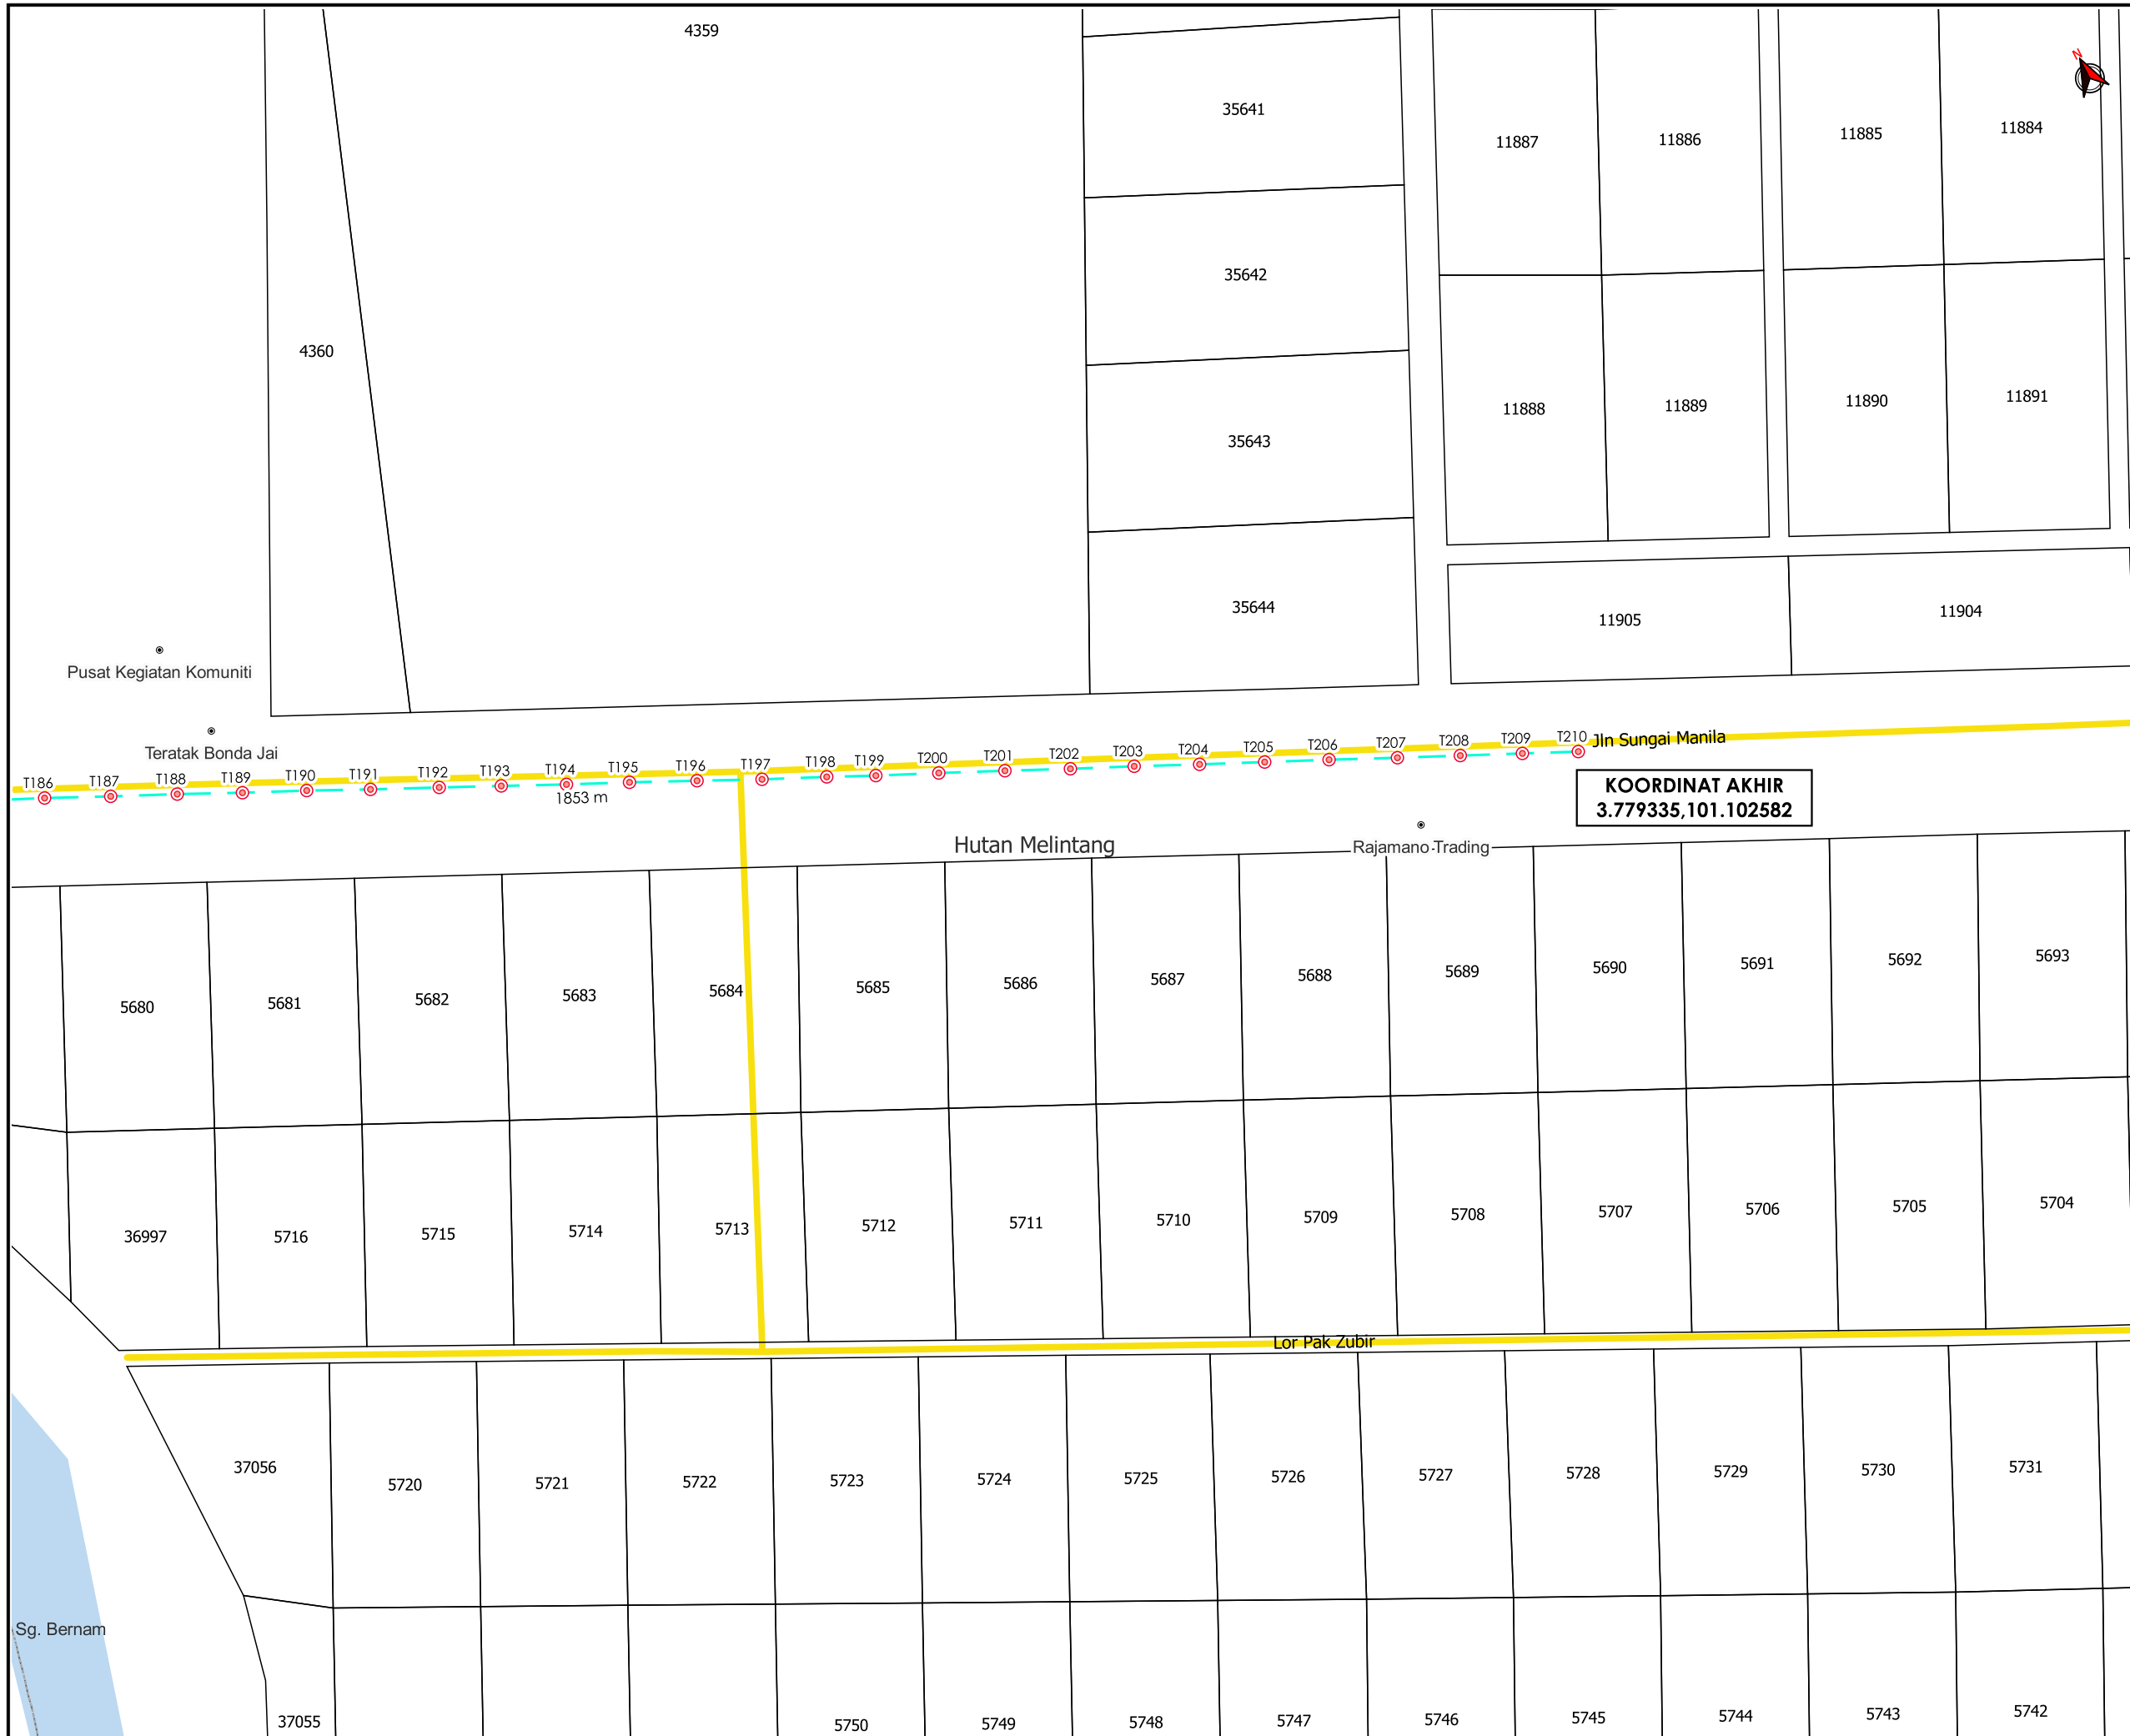 4359
N
35641
11887
11886
11885
11884
35642
4360
35643
11888
11889
11890
11891
35644
11905
11904
Pusat Kegiatan Komuniti
Teratak Bonda Jai
T186 T187 T188 T189 T190 T191 T192 T193 T194 T195 T196 T197 T198 T199 T200 T201 T202 T203 T204 T205 T206 T207 T208 T209 T210
Jln Sungai Manila
1853 m
KOORDINAT AKHIR
3.779335,101.102582
Hutan Melintang
Rajamano Trading
5680 5681 5682 5683 5684 5685 5686 5687 5688 5689 5690 5691 5692 5693
36997 5716 5715 5714 5713 5712 5711 5710 5709 5708 5707 5706 5705 5704
Lor Pak Zubir
37056 5720 5721 5722 5723 5724 5725 5726 5727 5728 5729 5730 5731
Sg. Bernam
37055 5750 5749 5748 5747 5746 5745 5744 5743 5742